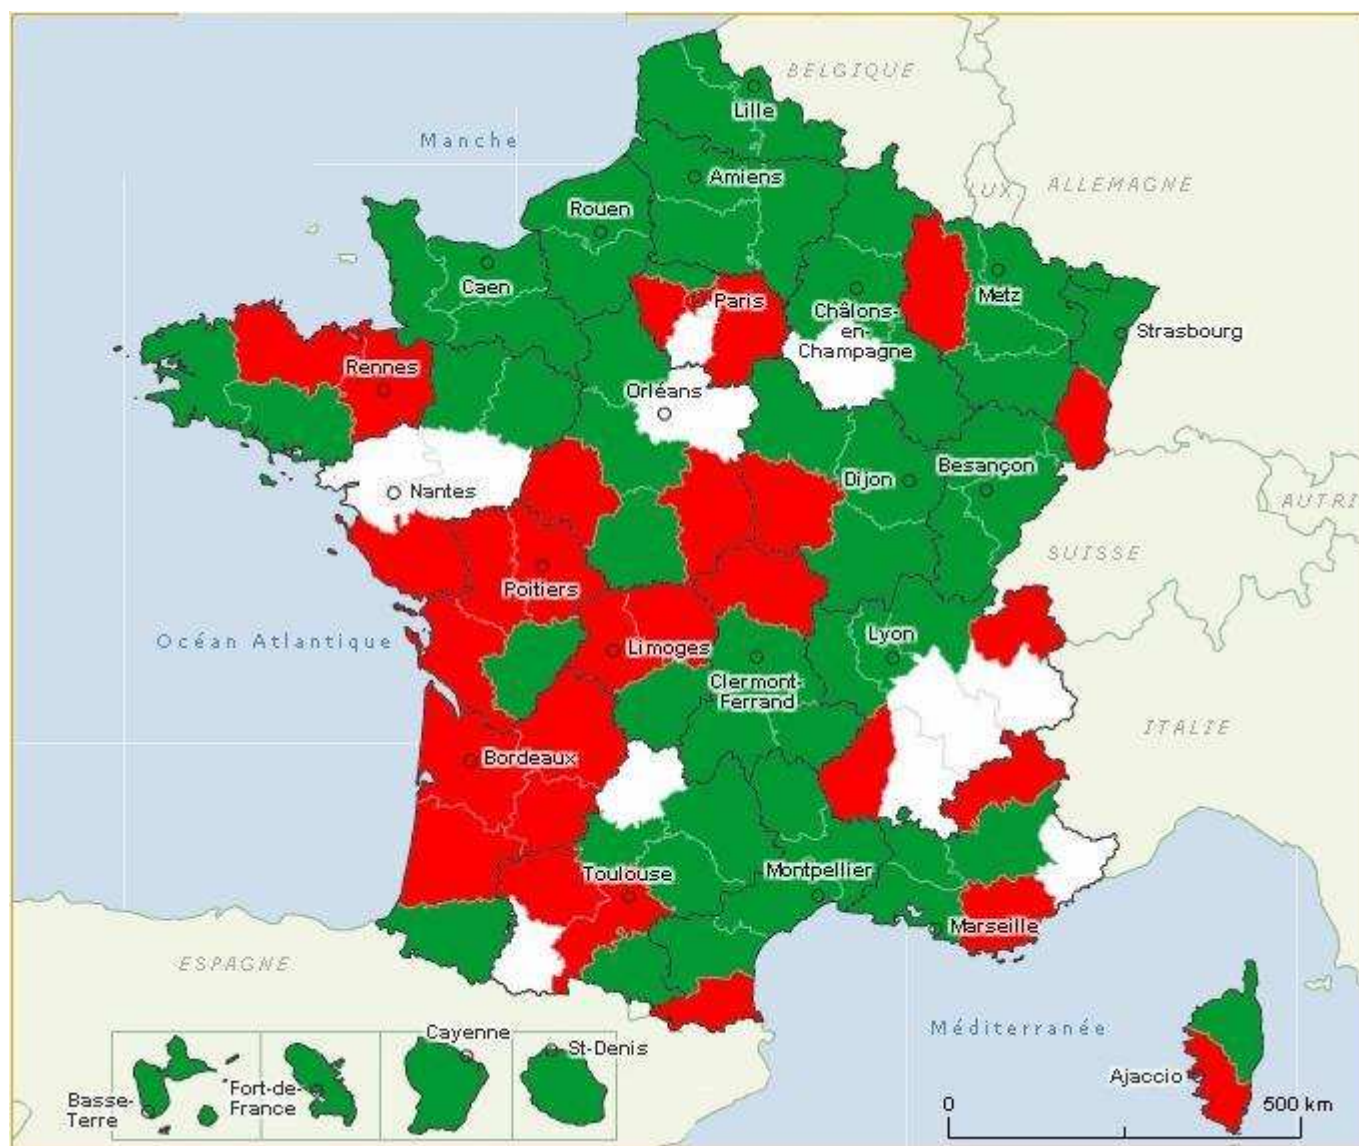 BELGIQUE
Lille
Manche
Amiens
LUX
ALLEMAGNE
Rouen
Caen
Paris
Metz
Châlons-
en-
Champagne
Strasbourg
Rennes
Orléans
Nantes
Dijon
Besançon
AUTRI
SUISSE
Poitiers
Océan Atlantique
Limoges
Lyon
Clermont-
Ferrand
ITALIE
Bordeaux
Toulouse
Montpellier
Marseille
ESPAGNE
Méditerranée
Cayenne
St-Denis
Basse-
Terre
Fort-de-
France
Ajaccio
0
500 km